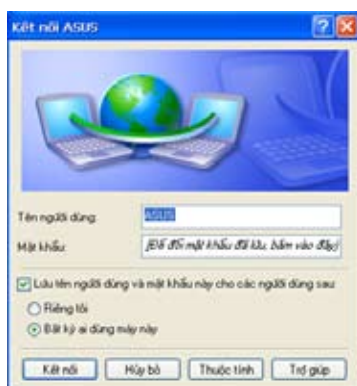 Kết nối ASUS
Tên người dùng:
ASUS
Mật khẩu:
[Để đổi mật khẩu đã lưu, bấm vào đây]
Lưu tên người dùng và mật khẩu này cho các người dùng sau:
Riêng tôi
Bất kỳ ai dùng máy này
Kết nối
Hủy bỏ
Thuộc tính
Trợ giúp